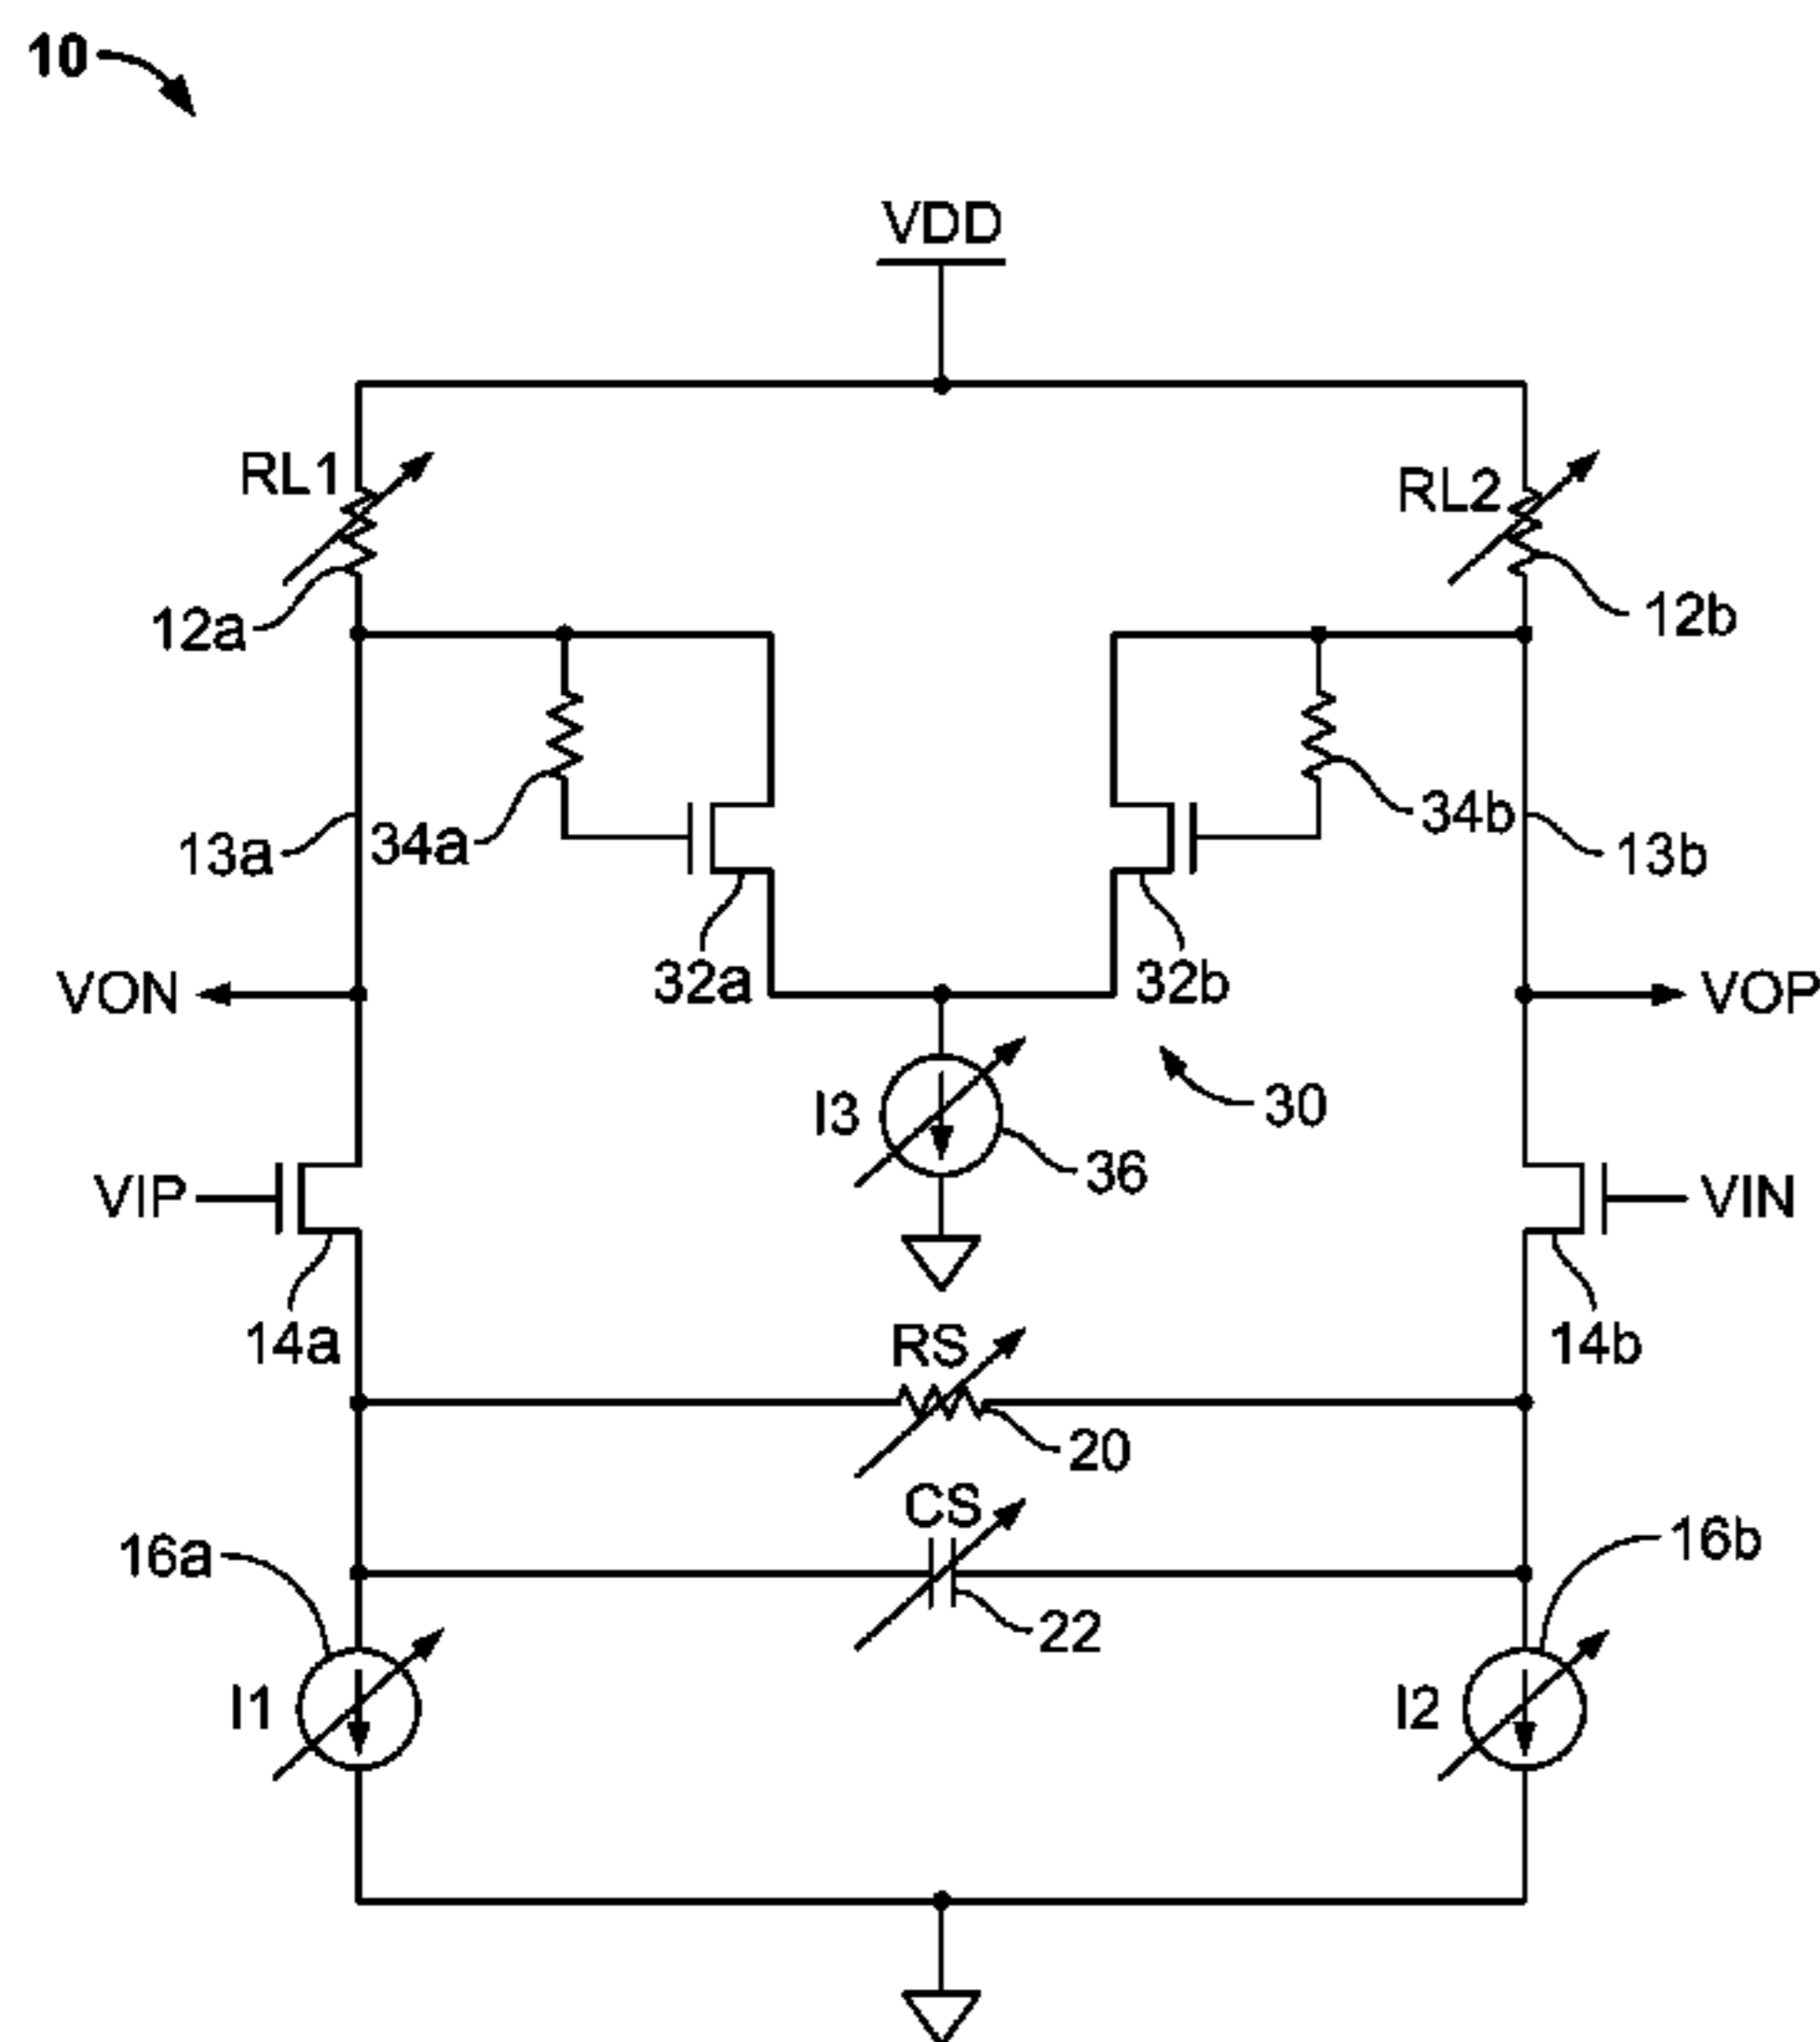 10
VDD
RL1
RL2
12a
12b
34a
34b
13a
13b
32a
32b
VON
VOP
I3
30
36
VIP
VIN
14a
14b
RS
20
CS
16a
16b
22
I1
I2